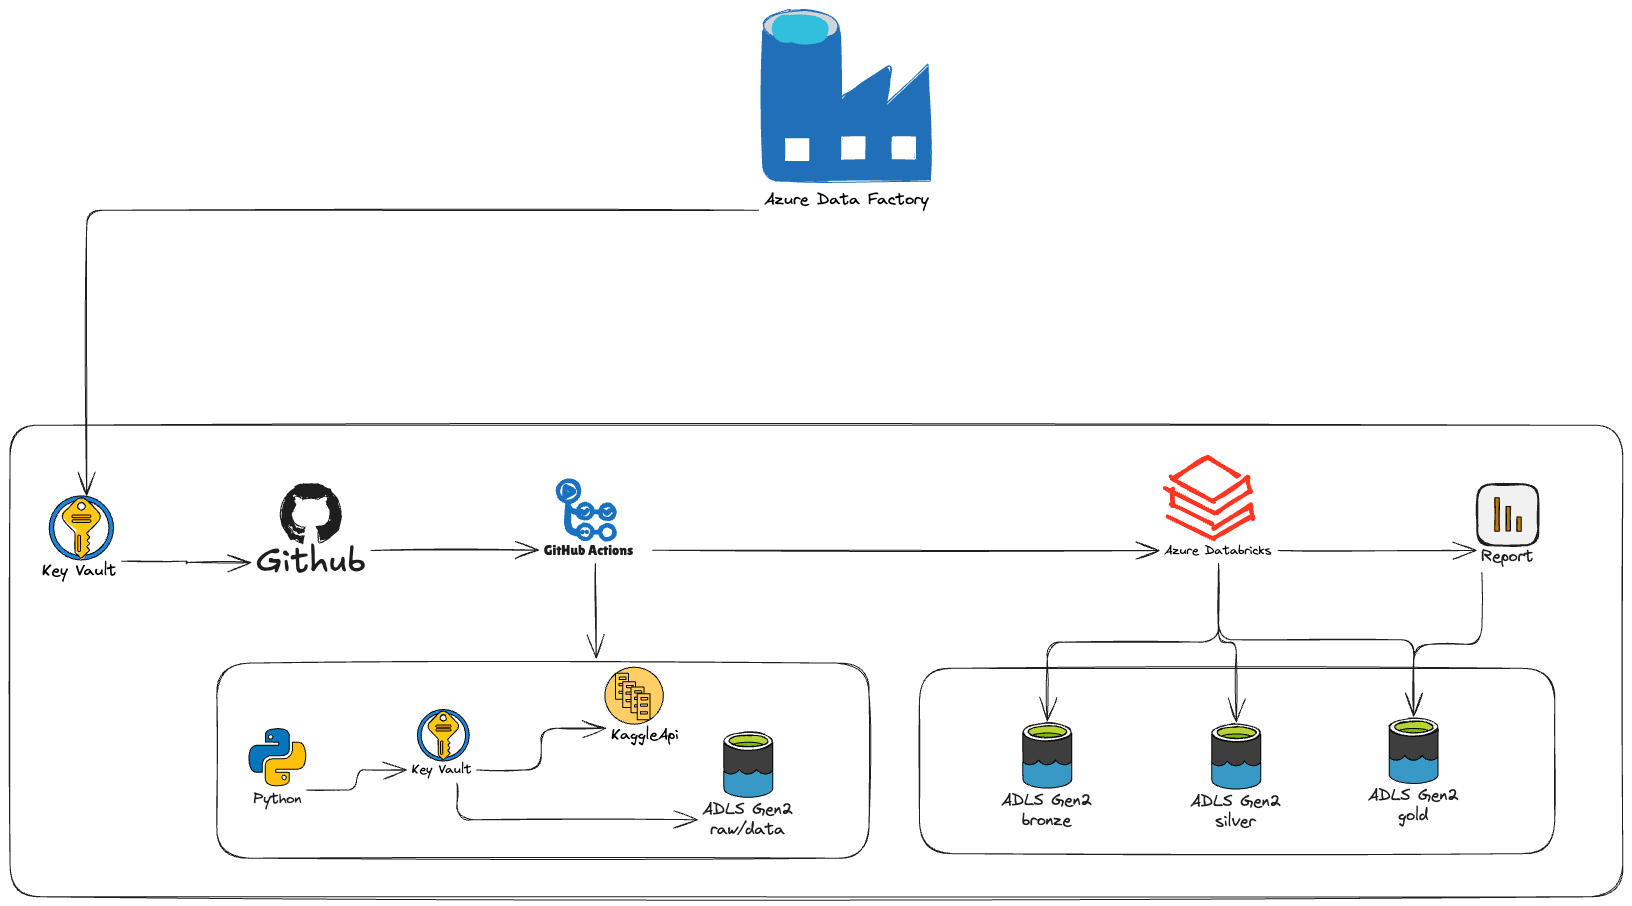 Azure Data Factory
Key Vault
Github
GitHub Actions
Azure Databricks
Report
Python
Key Vault
KaggleApi
ADLS Gen2
raw/data
ADLS Gen2
bronze
ADLS Gen2
silver
ADLS Gen2
gold